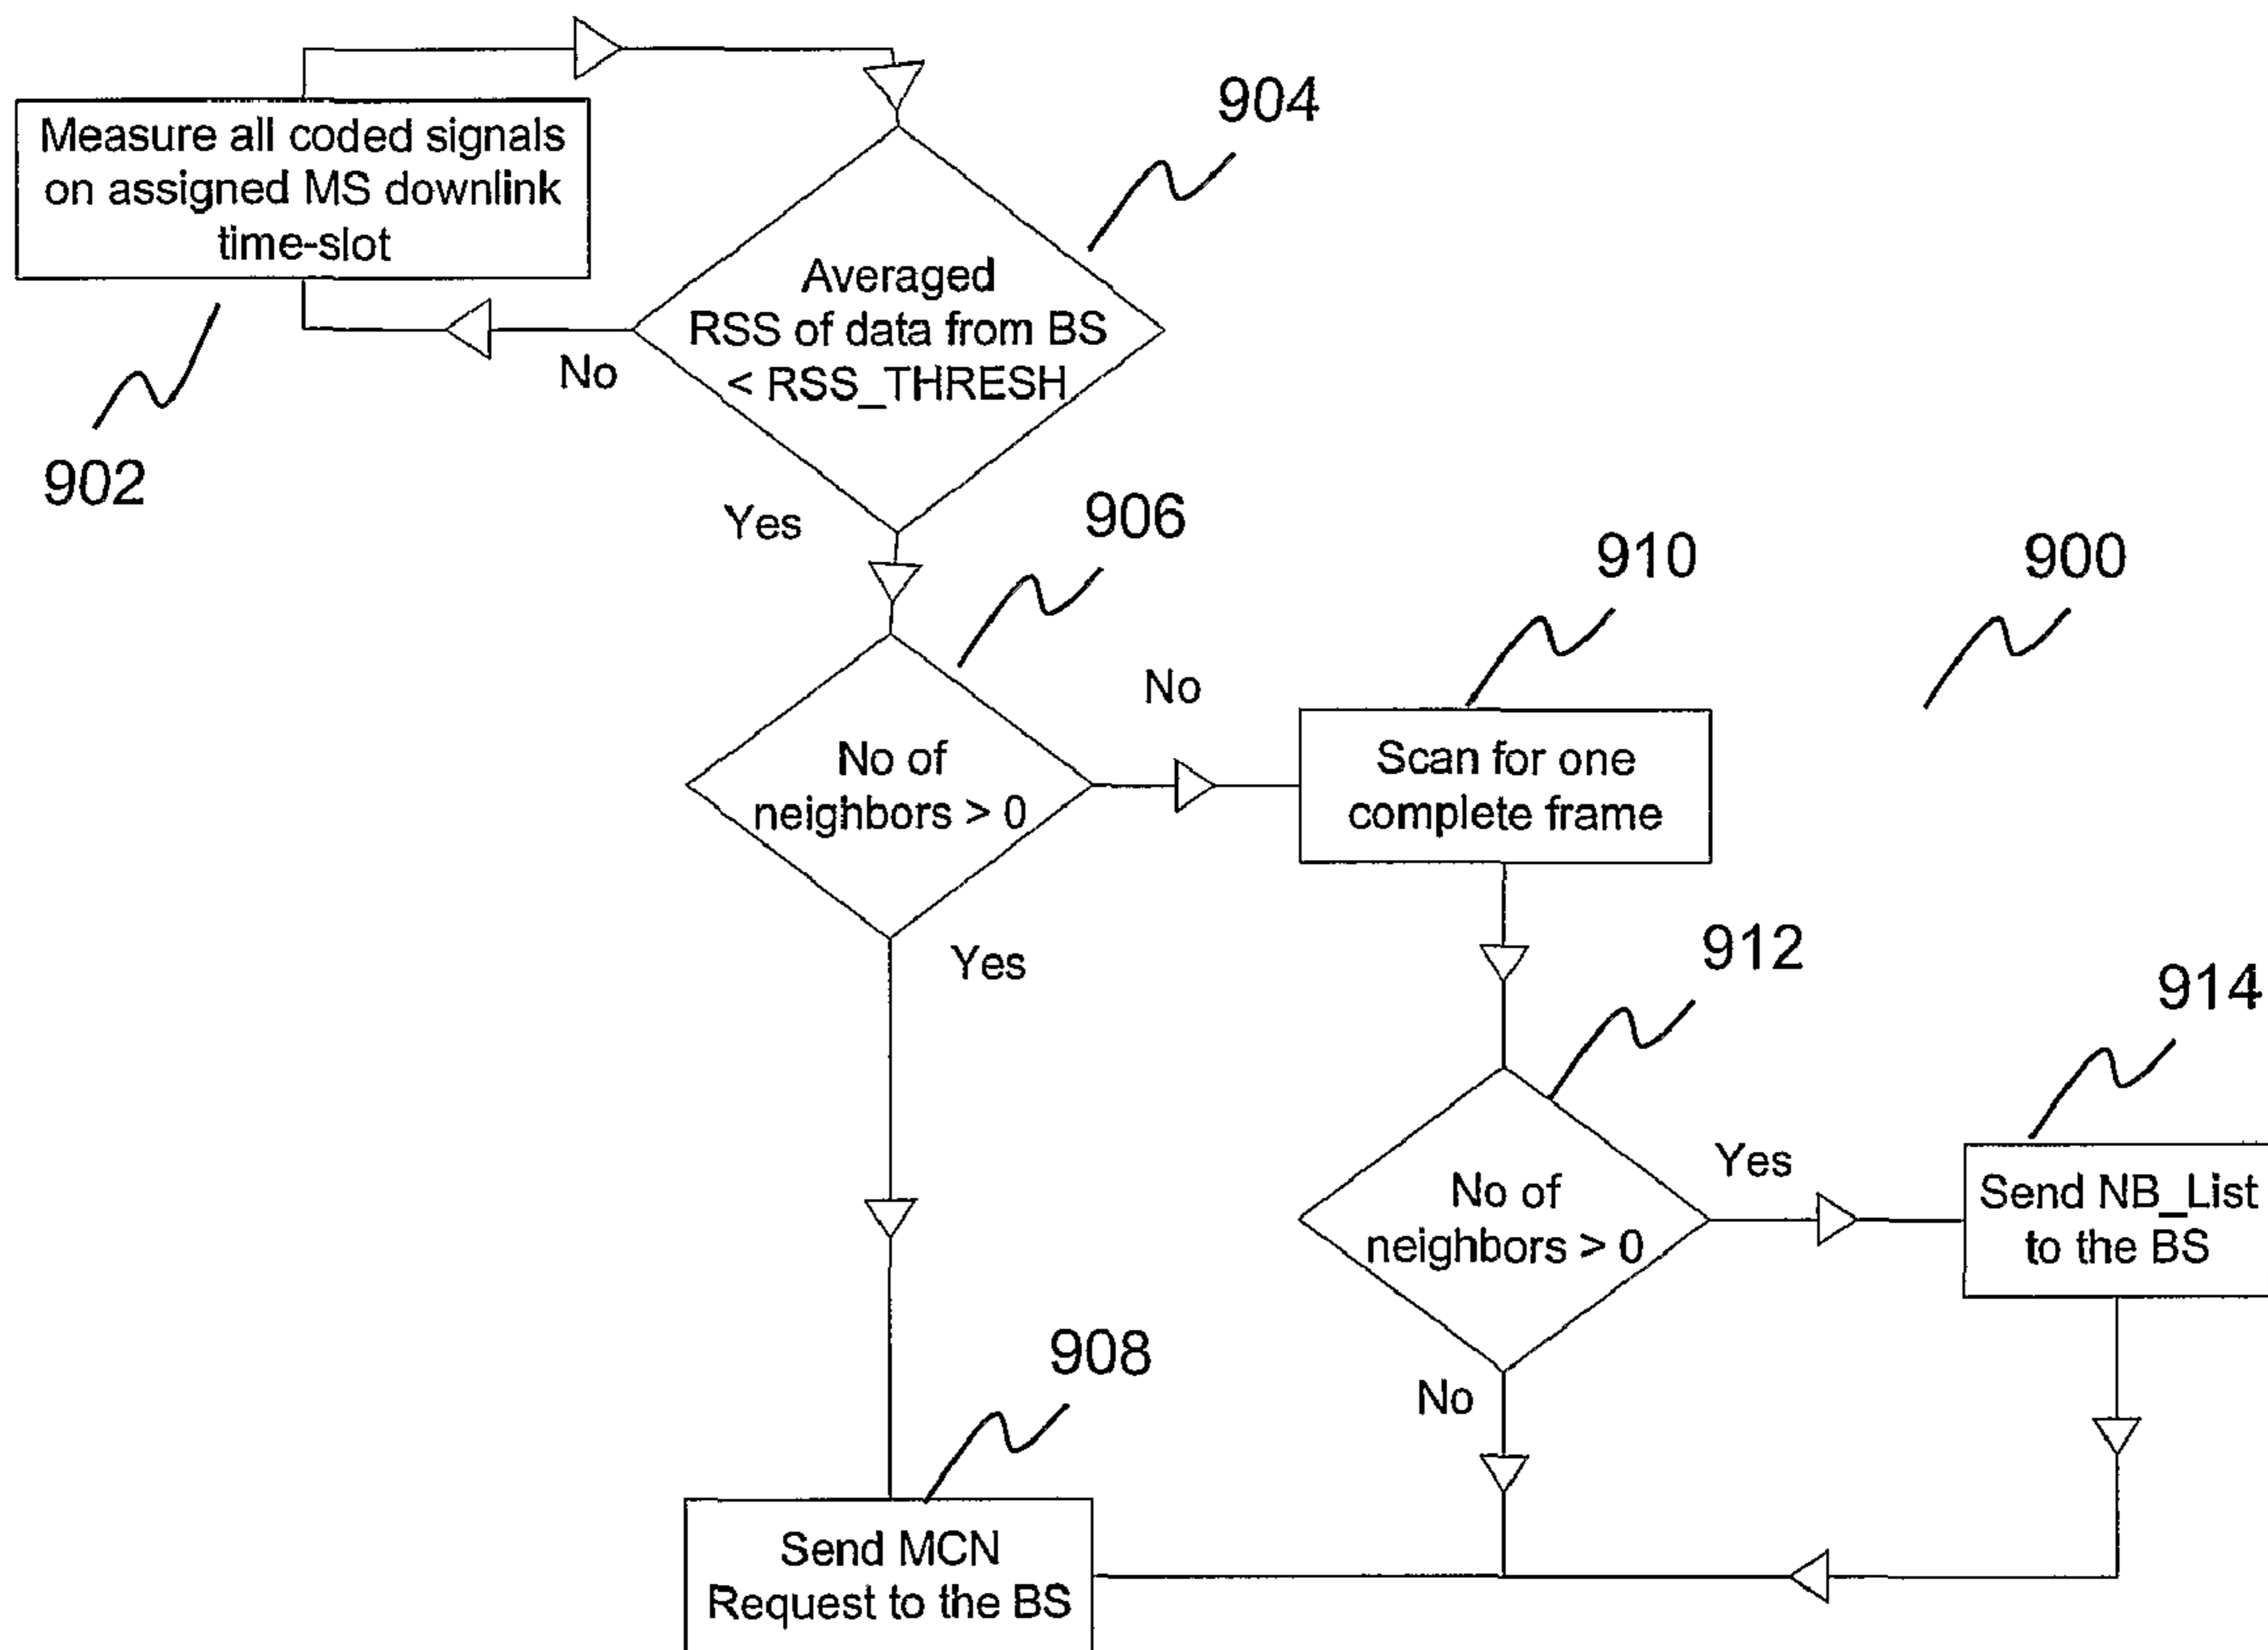 Measure all coded signals
on assigned MS downlink
time-slot
902
904
Averaged
RSS of data from BS
< RSS_THRESH
No
Yes
906
No of
neighbors > 0
No
Yes
910
Scan for one
complete frame
900
912
No of
neighbors > 0
Yes
No
914
Send NB_List
to the BS
908
Send MCN
Request to the BS